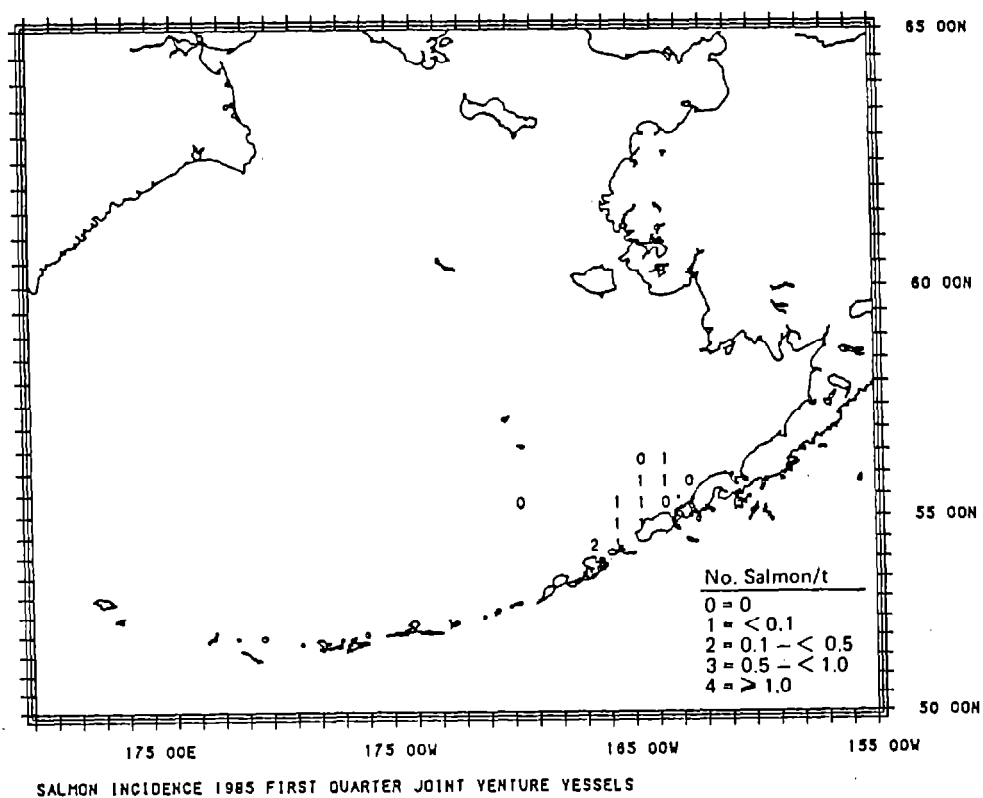 65 00N
60 00N
0 1
1 1 0
0 1 1 0
2
55 00N
No. Salmon/t
0 = 0
1 = < 0.1
2 = 0.1 – < 0.5
3 = 0.5 – < 1.0
4 = ⩾ 1.0
50 00N
175 00E 175 00W 165 00W 155 00W
SALMON INCIDENCE 1985 FIRST QUARTER JOINT VENTURE VESSELS